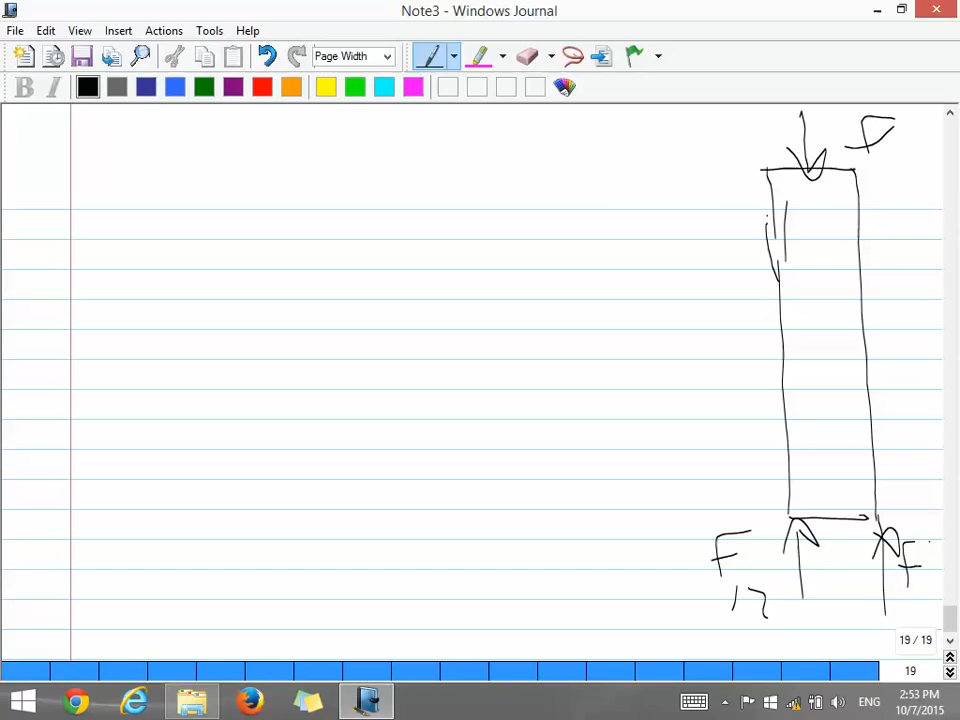 Note3 - Windows Journal
File Edit View Insert Actions Tools Help
Page Width
B I
F
F
19 / 19
19
ENG
2:53 PM
10/7/2015